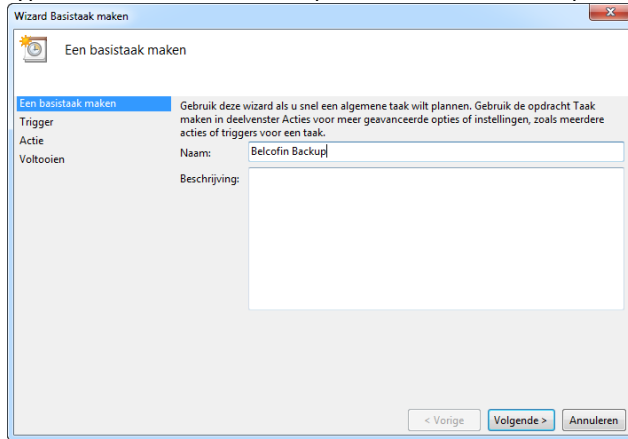 Wizard Basistaak maken
Een basistaak maken
Een basistaak maken
Trigger
Actie
Voltooien
Gebruik deze wizard als u snel een algemene taak wilt plannen. Gebruik de opdracht Taak
maken in deelvenster Acties voor meer geavanceerde opties of instellingen, zoals meerdere
acties of triggers voor een taak.
Naam: Belcofin Backup
Beschrijving:
< Vorige Volgende > Annuleren